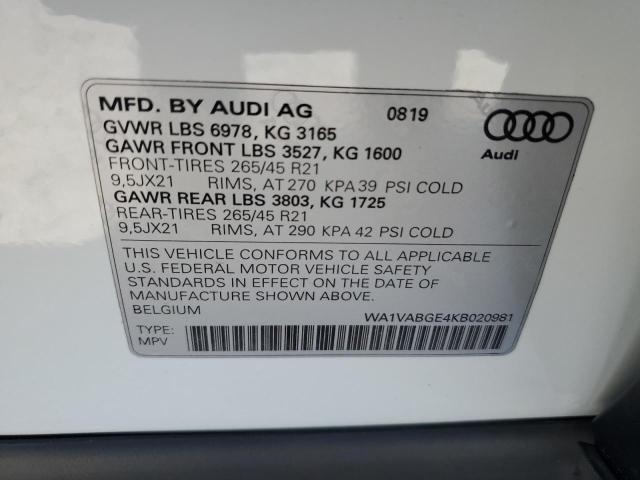 MFD. BY AUDI AG 0819
GVWR LBS 6978, KG 3165
GAWR FRONT LBS 3527, KG 1600
FRONT-TIRES 265/45 R21
9,5JX21 RIMS, AT 270 KPA 39 PSI COLD
GAWR REAR LBS 3803, KG 1725
REAR-TIRES 265/45 R21
9,5JX21 RIMS, AT 290 KPA 42 PSI COLD
Audi
THIS VEHICLE CONFORMS TO ALL APPLICABLE
U.S. FEDERAL MOTOR VEHICLE SAFETY
STANDARDS IN EFFECT ON THE DATE OF
MANUFACTURE SHOWN ABOVE.
BELGIUM WA1VABGE4KB020981
TYPE:
MPV